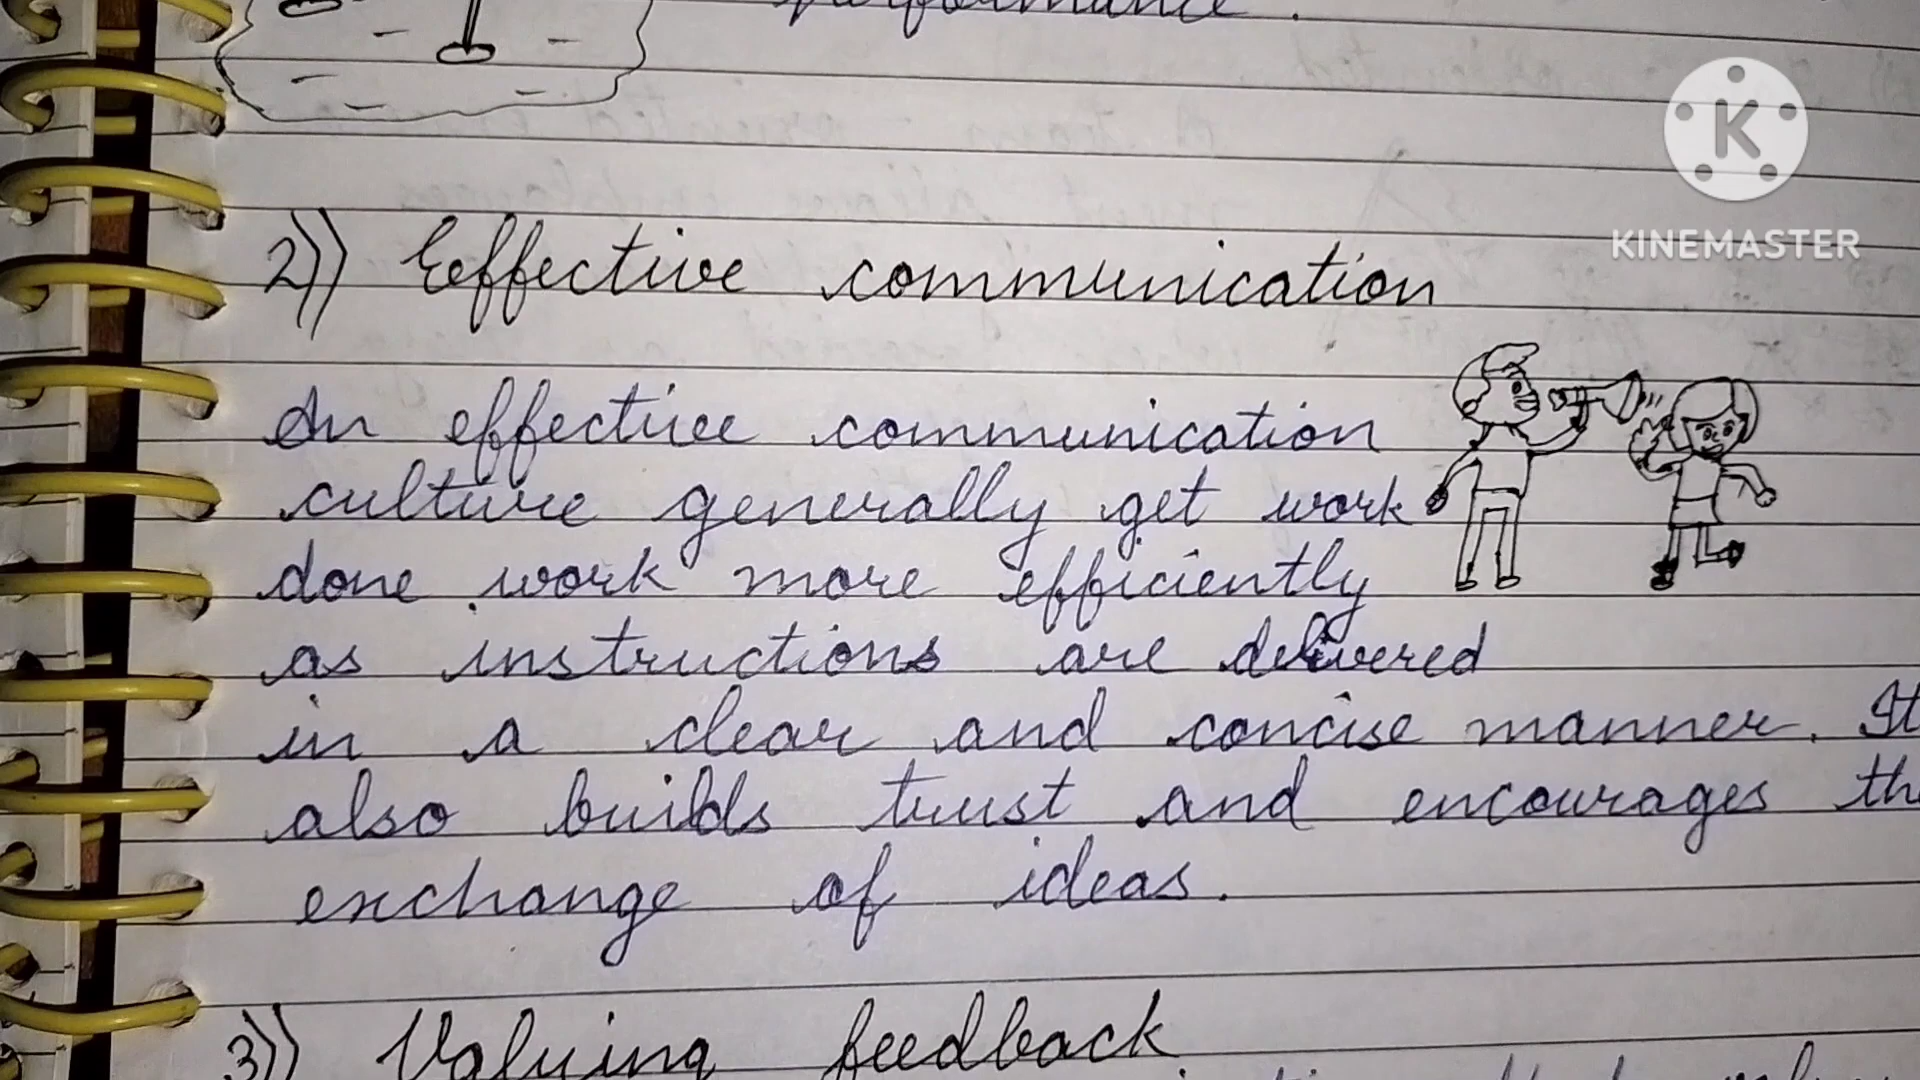 performance.
K
KINEMASTER
2)) Effective communication
An effective communication
culture generally get work
done work more efficiently
as instructions are delivered
in a clear and concise manner. It
also builds trust and encourages the
exchange of ideas.
3)) Valuing feedback